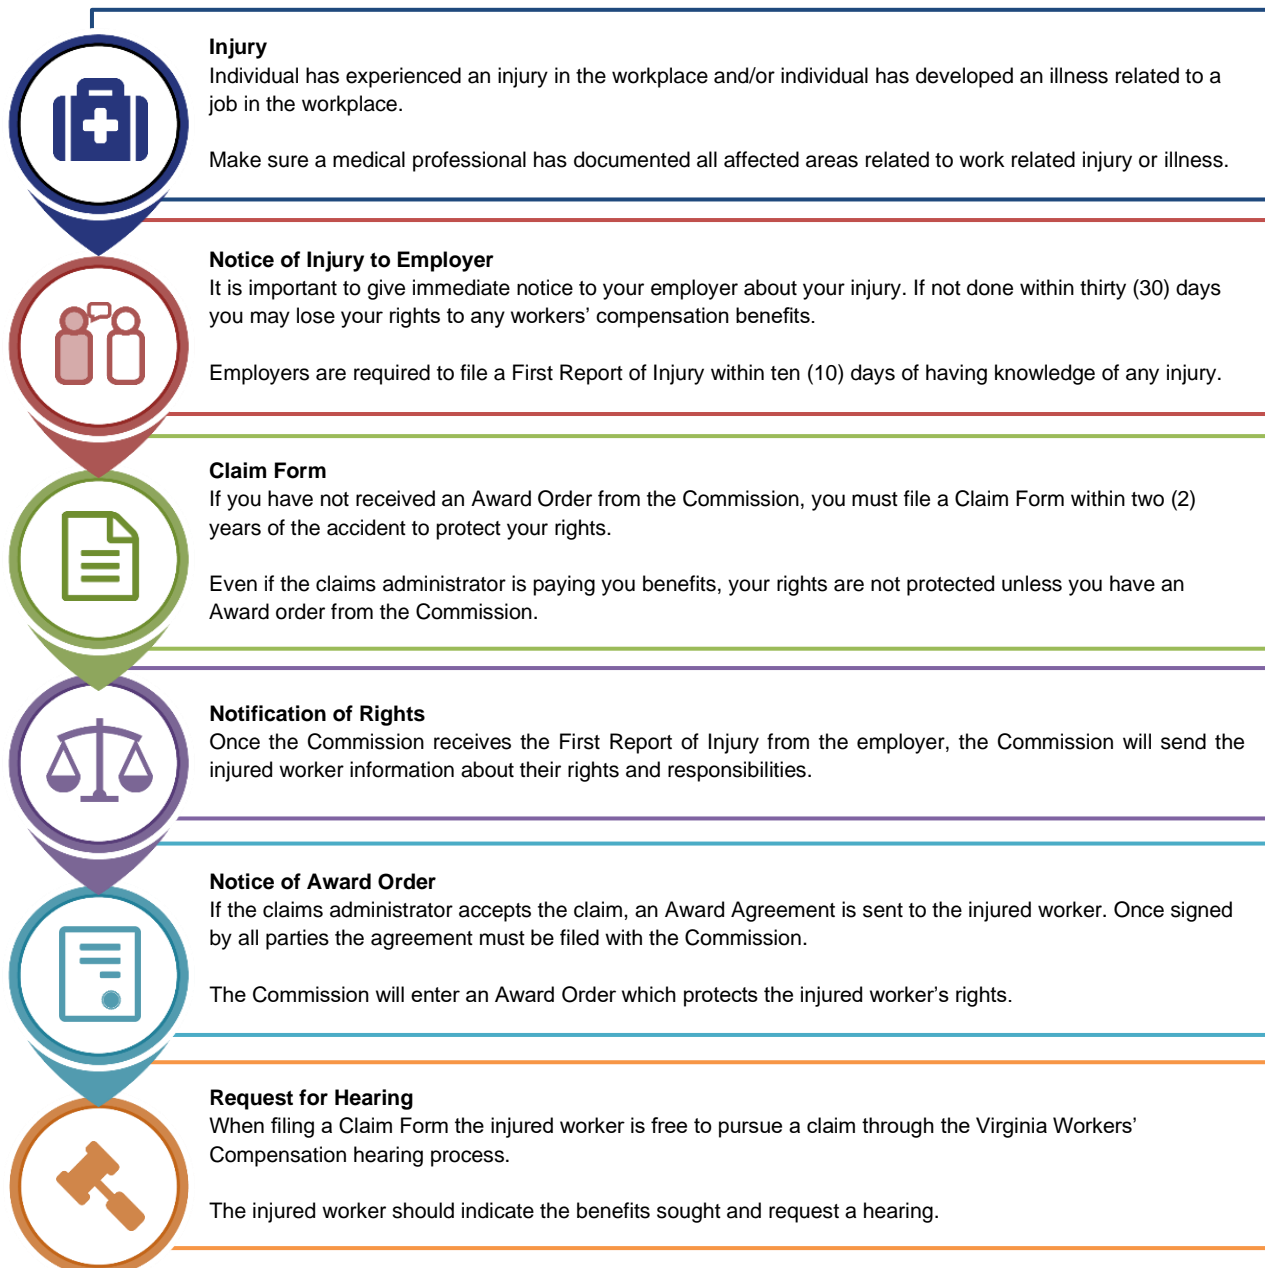 Injury
Individual has experienced an injury in the workplace and/or individual has developed an illness related to a
job in the workplace.
Make sure a medical professional has documented all affected areas related to work related injury or illness.
Notice of Injury to Employer
It is important to give immediate notice to your employer about your injury. If not done within thirty (30) days
you may lose your rights to any workers’ compensation benefits.
Employers are required to file a First Report of Injury within ten (10) days of having knowledge of any injury.
Claim Form
If you have not received an Award Order from the Commission, you must file a Claim Form within two (2)
years of the accident to protect your rights.
Even if the claims administrator is paying you benefits, your rights are not protected unless you have an
Award order from the Commission.
Notification of Rights
Once the Commission receives the First Report of Injury from the employer, the Commission will send the
injured worker information about their rights and responsibilities.
Notice of Award Order
If the claims administrator accepts the claim, an Award Agreement is sent to the injured worker. Once signed
by all parties the agreement must be filed with the Commission.
The Commission will enter an Award Order which protects the injured worker’s rights.
Request for Hearing
When filing a Claim Form the injured worker is free to pursue a claim through the Virginia Workers’
Compensation hearing process.
The injured worker should indicate the benefits sought and request a hearing.